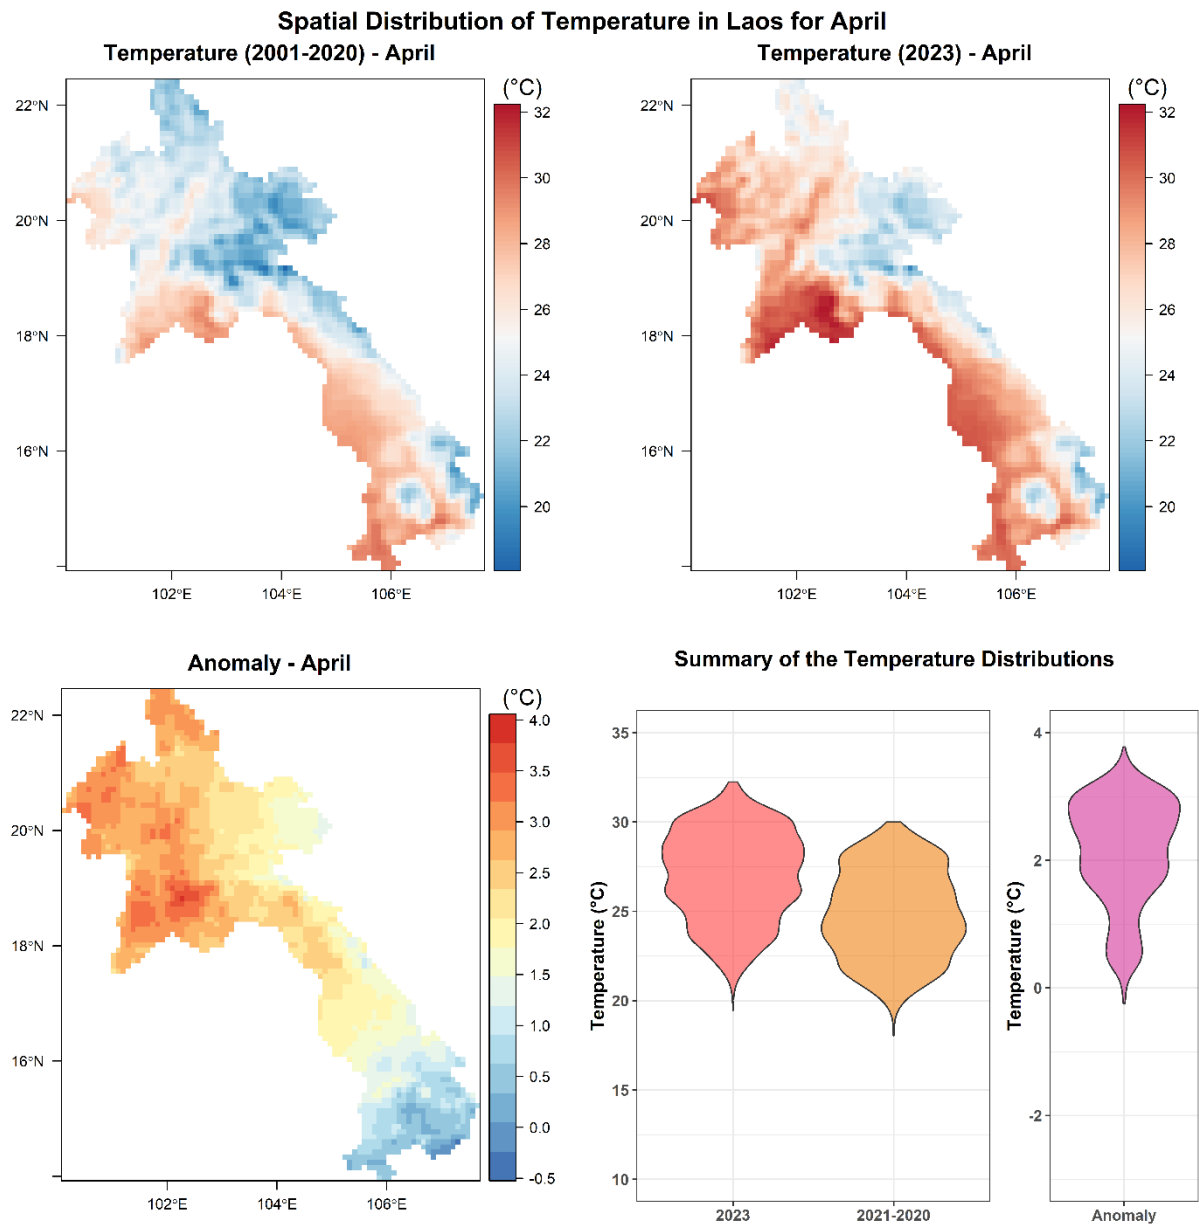 Spatial Distribution of Temperature in Laos for April
Temperature (2001-2020) - April
(°C)
22°N
20°N
18°N
16°N
102°E 104°E 106°E
32
30
28
26
24
22
20
Temperature (2023) - April
(°C)
22°N
20°N
18°N
16°N
102°E 104°E 106°E
32
30
28
26
24
22
20
Anomaly - April
(°C)
22°N
20°N
18°N
16°N
102°E 104°E 106°E
4.0
3.5
3.0
2.5
2.0
1.5
1.0
0.5
0.0
-0.5
Summary of the Temperature Distributions
Temperature (°C)
35
30
25
20
15
10
2023 2021-2020
Temperature (°C)
4
2
0
-2
Anomaly